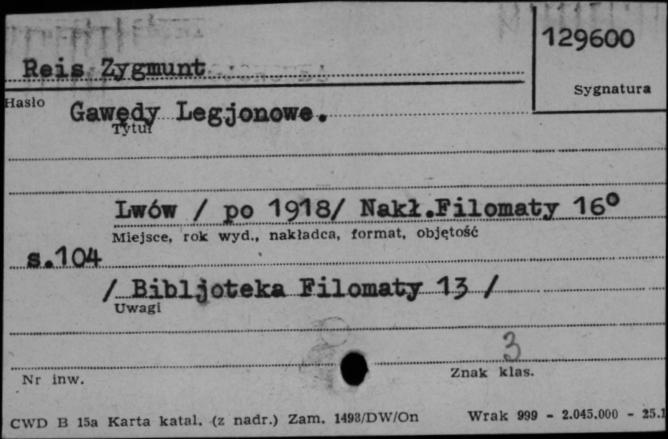 129600
Reis Zygmunt
Sygnatura
Hasło
Gawędy Legjonowe.
Tytuł
Lwów / po 1918/ Nakł.Filomaty 16°
Miejsce, rok wyd., nakładca, format, objętość
s.104
/ Bibljoteka Filomaty 13 /
Uwagi
3
Nr inw.
Znak klas.
CWD B 15a Karta katal. (z nadr.) Zam. 1493/DW/On
Wrak 999 - 2.045.000 - 25.1